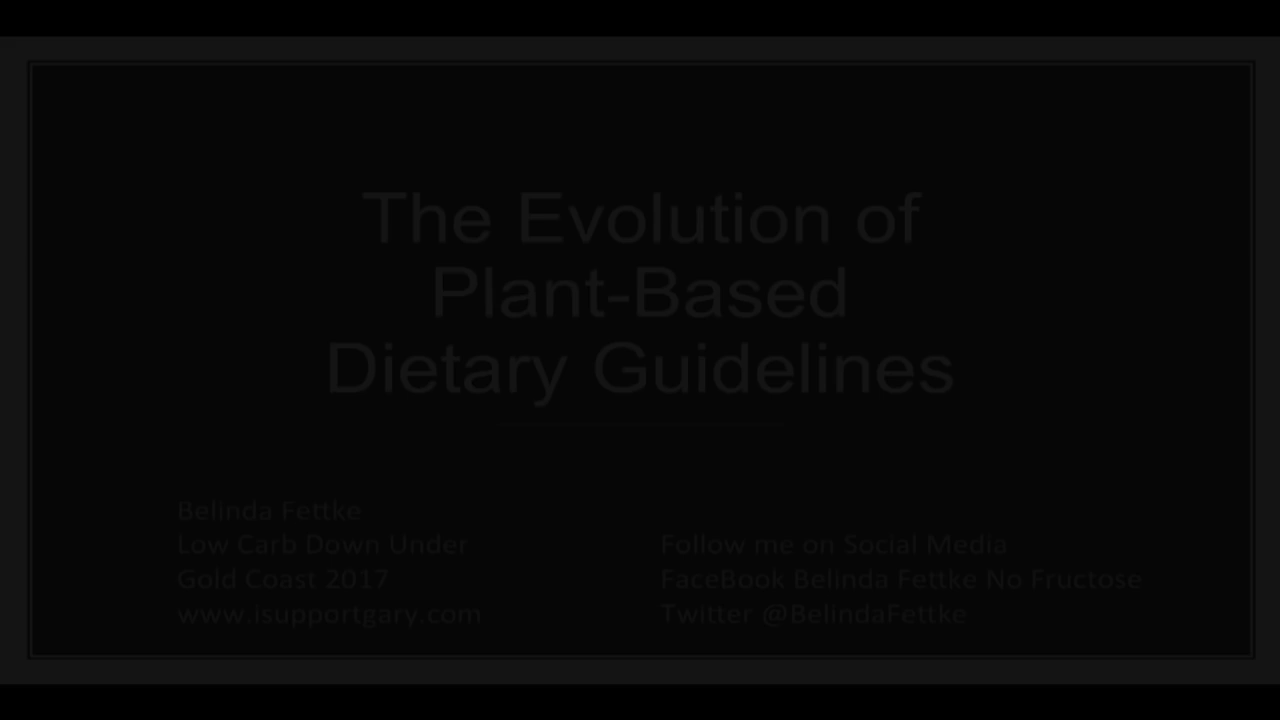 The Evolution of
Plant-Based
Dietary Guidelines
Belinda Fettke
Low Carb Down Under
Gold Coast 2017
www.isupportgary.com
Follow me on Social Media
FaceBook Belinda Fettke No Fructose
Twitter @BelindaFettke